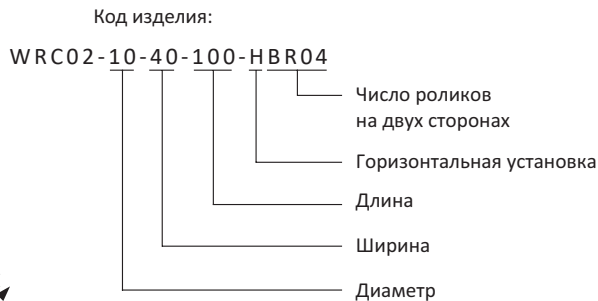 Код изделия:
WRC02-10-40-100-HBR04
Число роликов
на двух сторонах
Горизонтальная установка
Длина
Ширина
Диаметр